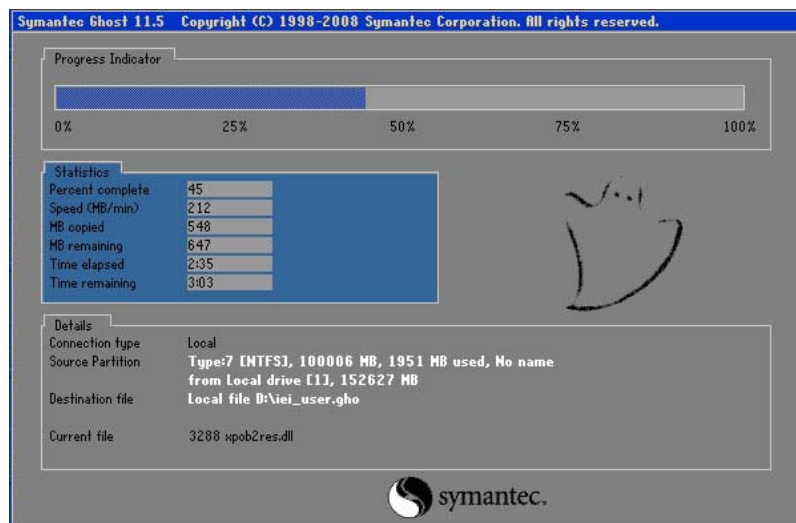 Symantec Ghost 11.5 Copyright (C) 1998-2008 Symantec Corporation. All rights reserved.
Progress Indicator
0% 25% 50% 75% 100%
Statistics
Percent complete 45
Speed (MB/min) 212
MB copied 548
MB remaining 647
Time elapsed 2:35
Time remaining 3:03
Details
Connection type Local
Source Partition Type:7 [NTFS], 100006 MB, 1951 MB used, No name
from Local drive [1], 152627 MB
Destination file Local file D:\iei_user.gho
Current file 3288 xpob2res.dll
symantec.